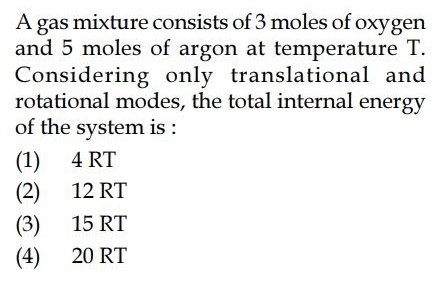 A gas mixture consists of 3 moles of oxygen
and 5 moles of argon at temperature T.
Considering only translational and
rotational modes, the total internal energy
of the system is :
(1) 4 RT
(2) 12 RT
(3) 15 RT
(4) 20 RT